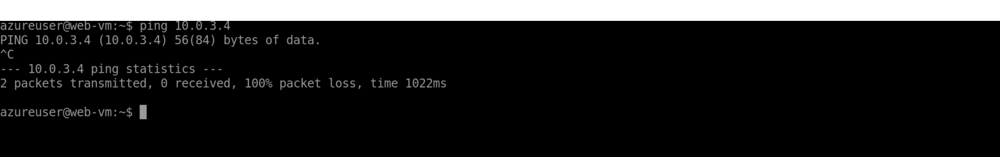 azureuser@web-vm:~$ ping 10.0.3.4
PING 10.0.3.4 (10.0.3.4) 56(84) bytes of data.
^C
--- 10.0.3.4 ping statistics ---
2 packets transmitted, 0 received, 100% packet loss, time 1022ms
azureuser@web-vm:~$